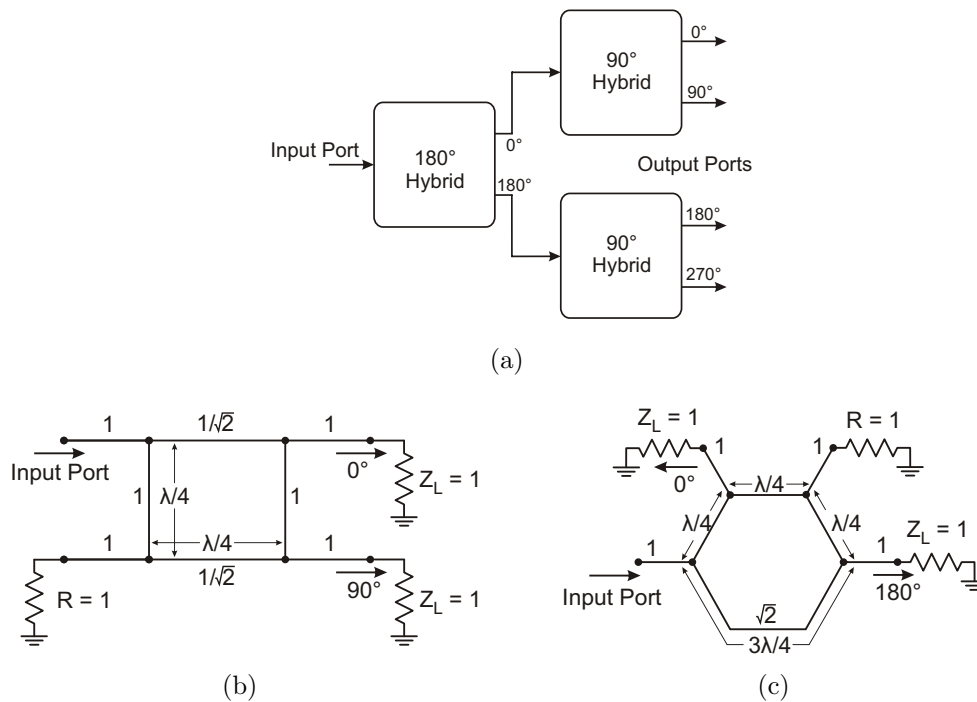 90°
Hybrid
0°
90°
Input Port
180°
Hybrid
0°
180°
Output Ports
90°
Hybrid
180°
270°
(a)
1
1/√2
1
Input Port
0°
Z_L = 1
1
λ/4
1
λ/4
1
1
1/√2
90°
R = 1
Z_L = 1
(b)
Z_L = 1
R = 1
1
1
0°
λ/4
λ/4
λ/4
Z_L = 1
1
1
Input Port
180°
√2
3λ/4
(c)